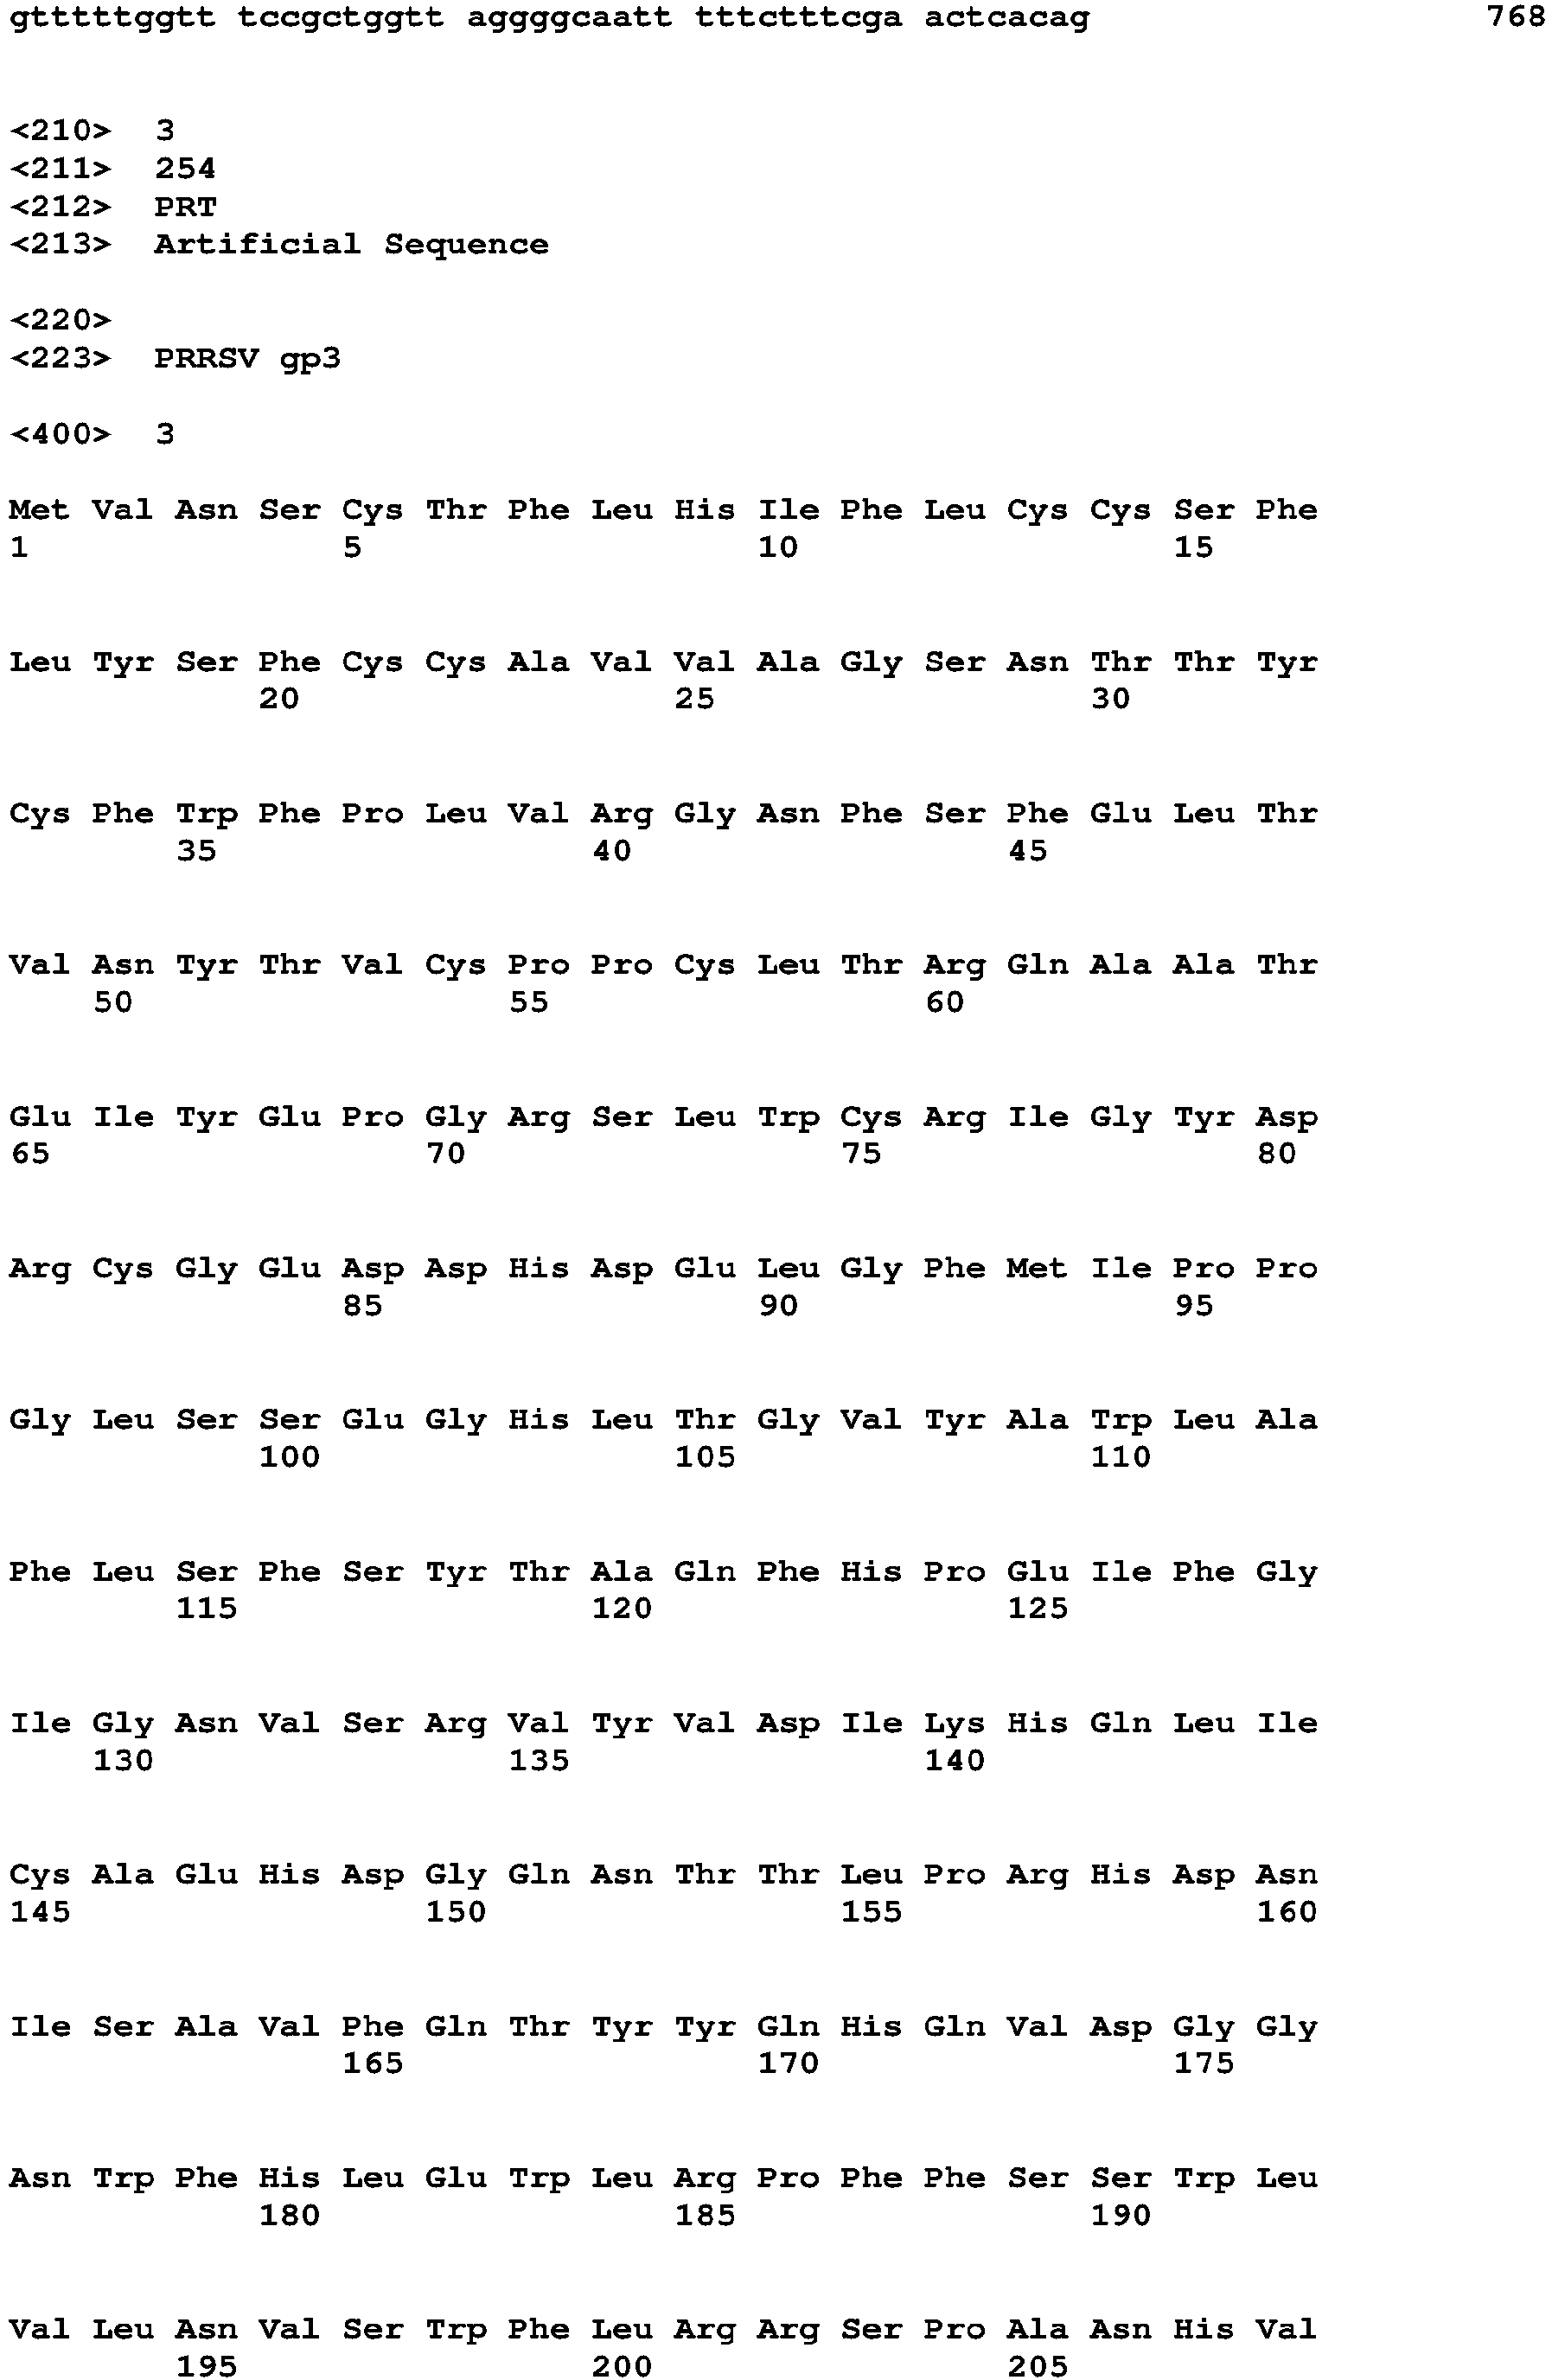 gtttttggtt tccgctggtt aggggcaatt tttctttcga actcacag 768
<210> 3
<211> 254
<212> PRT
<213> Artificial Sequence
<220>
<223> PRRSV gp3
<400> 3
Met Val Asn Ser Cys Thr Phe Leu His Ile Phe Leu Cys Cys Ser Phe
1 5 10 15
Leu Tyr Ser Phe Cys Cys Ala Val Val Ala Gly Ser Asn Thr Thr Tyr
20 25 30
Cys Phe Trp Phe Pro Leu Val Arg Gly Asn Phe Ser Phe Glu Leu Thr
35 40 45
Val Asn Tyr Thr Val Cys Pro Pro Cys Leu Thr Arg Gln Ala Ala Thr
50 55 60
Glu Ile Tyr Glu Pro Gly Arg Ser Leu Trp Cys Arg Ile Gly Tyr Asp
65 70 75 80
Arg Cys Gly Glu Asp Asp His Asp Glu Leu Gly Phe Met Ile Pro Pro
85 90 95
Gly Leu Ser Ser Glu Gly His Leu Thr Gly Val Tyr Ala Trp Leu Ala
100 105 110
Phe Leu Ser Phe Ser Tyr Thr Ala Gln Phe His Pro Glu Ile Phe Gly
115 120 125
Ile Gly Asn Val Ser Arg Val Tyr Val Asp Ile Lys His Gln Leu Ile
130 135 140
Cys Ala Glu His Asp Gly Gln Asn Thr Thr Leu Pro Arg His Asp Asn
145 150 155 160
Ile Ser Ala Val Phe Gln Thr Tyr Tyr Gln His Gln Val Asp Gly Gly
165 170 175
Asn Trp Phe His Leu Glu Trp Leu Arg Pro Phe Phe Ser Ser Trp Leu
180 185 190
Val Leu Asn Val Ser Trp Phe Leu Arg Arg Ser Pro Ala Asn His Val
195 200 205